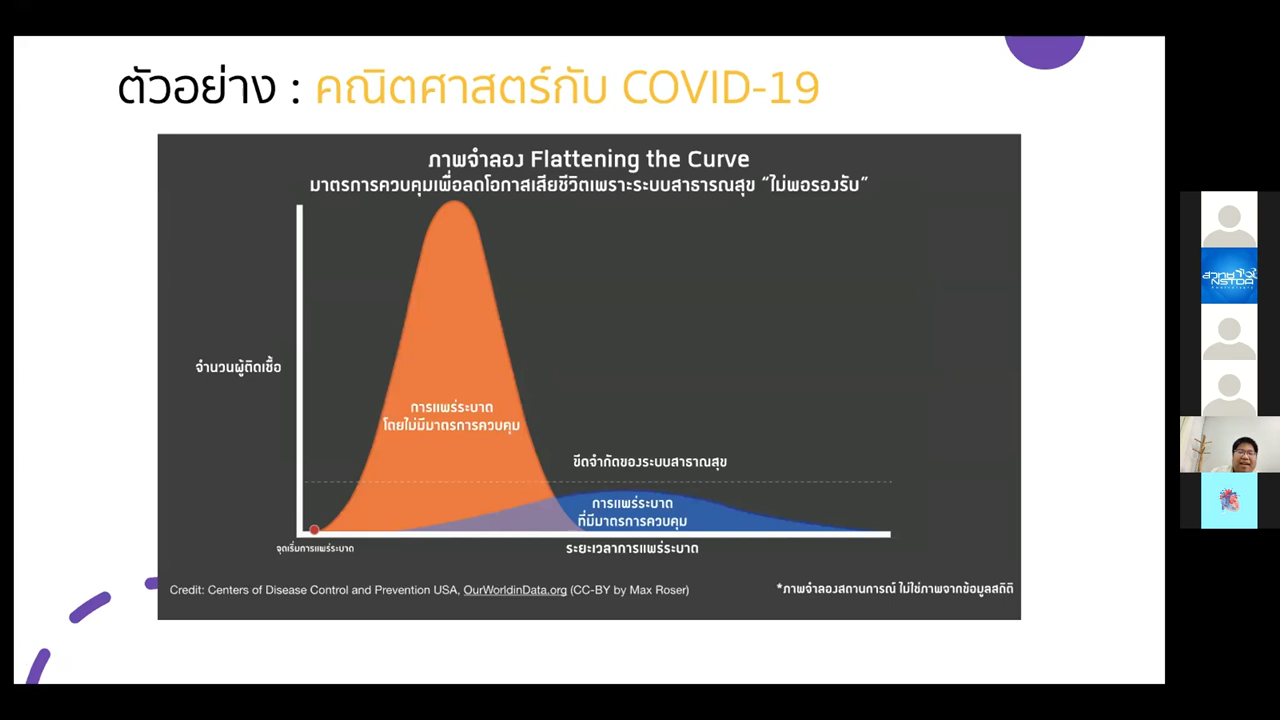 ตัวอย่าง : คณิตศาสตร์กับ COVID-19
ภาพจำลอง Flattening the Curve
มาตรการควบคุมเพื่อลดโอกาสเสียชีวิตเพราะระบบสาธารณสุข “ไม่พอรองรับ”
จำนวนผู้ติดเชื้อ
การแพร่ระบาด
โดยไม่มีมาตรการควบคุม
ขีดจำกัดของระบบสาธาณสุข
การแพร่ระบาด
ที่มีมาตรการควบคุม
จุดเริ่มการแพร่ระบาด
ระยะเวลาการแพร่ระบาด
Credit: Centers of Disease Control and Prevention USA, OurWorldinData.org (CC-BY by Max Roser)
*ภาพจำลองสถานการณ์ ไม่ใช่ภาพจากข้อมูลสถิติ
สวทช
NSTDA